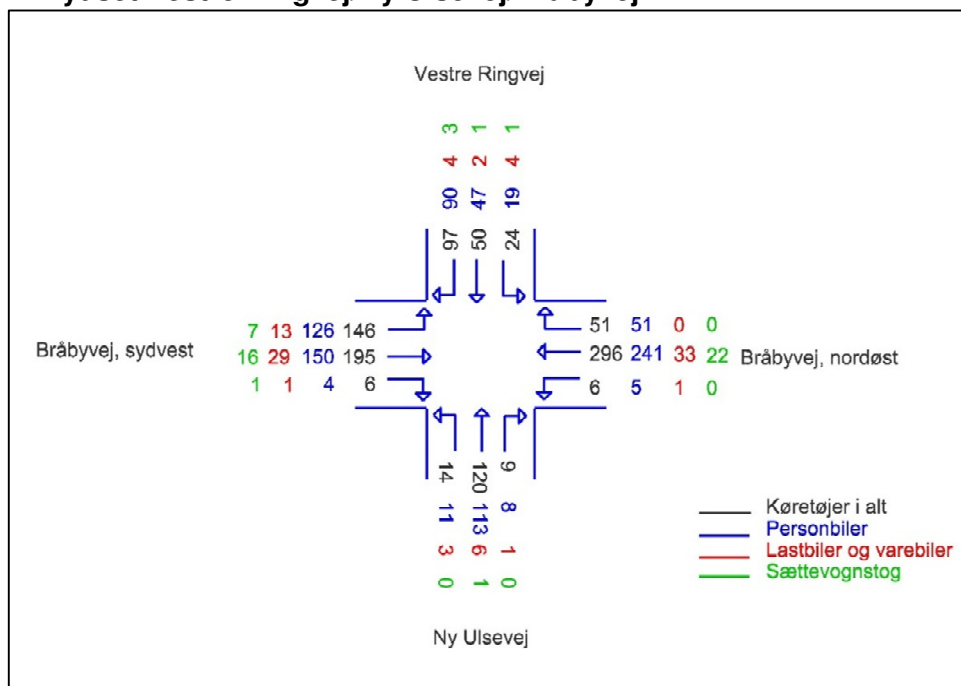 Vestre Ringvej
3 1 1
4 2 4
90 47 19
97 50 24
7 13 126 146
51 51 0 0
Bråbyvej, sydvest
16 29 150 195
296 241 33 22
Bråbyvej, nordøst
1 1 4 6
6 5 1 0
14 120 9
11 113 8
3 6 1
0 1 0
Køretøjer i alt
Personbiler
Lastbiler og varebiler
Sættevognstog
Ny Ulsevej